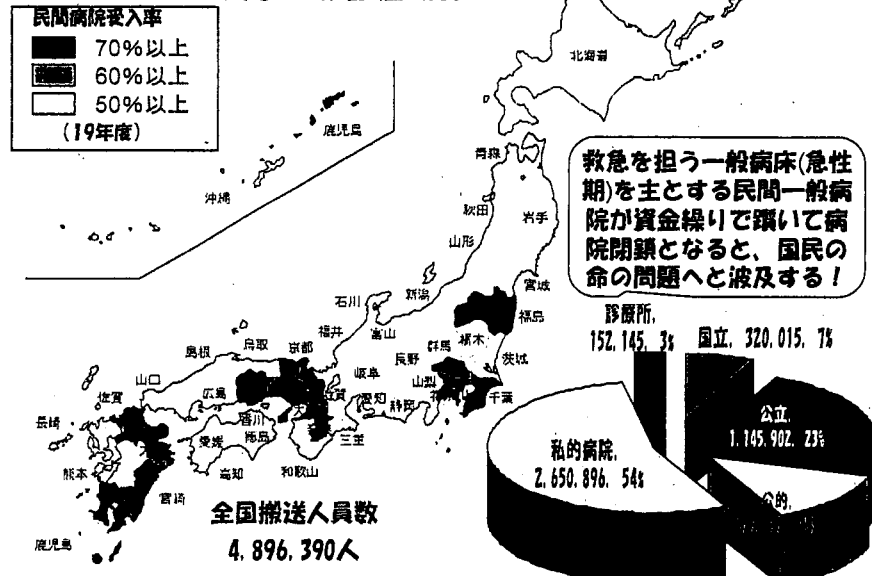 民間病院受入率
70％以上
60％以上
50％以上
(19年度)
北海道
鹿児島
沖縄
青森
秋田
岩手
山形
宮城
新潟
福島
石川
富山
福井
群馬
栃木
茨城
長野
山梨
千葉
岐阜
愛知
静岡
三重
京都
鳥取
島根
山口
広島
香川
愛媛
徳島
高知
和歌山
佐賀
長崎
熊本
宮崎
鹿児島
救急を担う一般病床(急性
期)を主とする民間一般病
院が資金繰りで躓いて病
院閉鎖となると、国民の
命の問題へと波及する！
診療所,
152,145, 3%
国立, 320,015, 7%
公立,
1,145,902, 23%
公的,
私的病院,
2,650,896, 54%
全国搬送人員数
4,896,390人